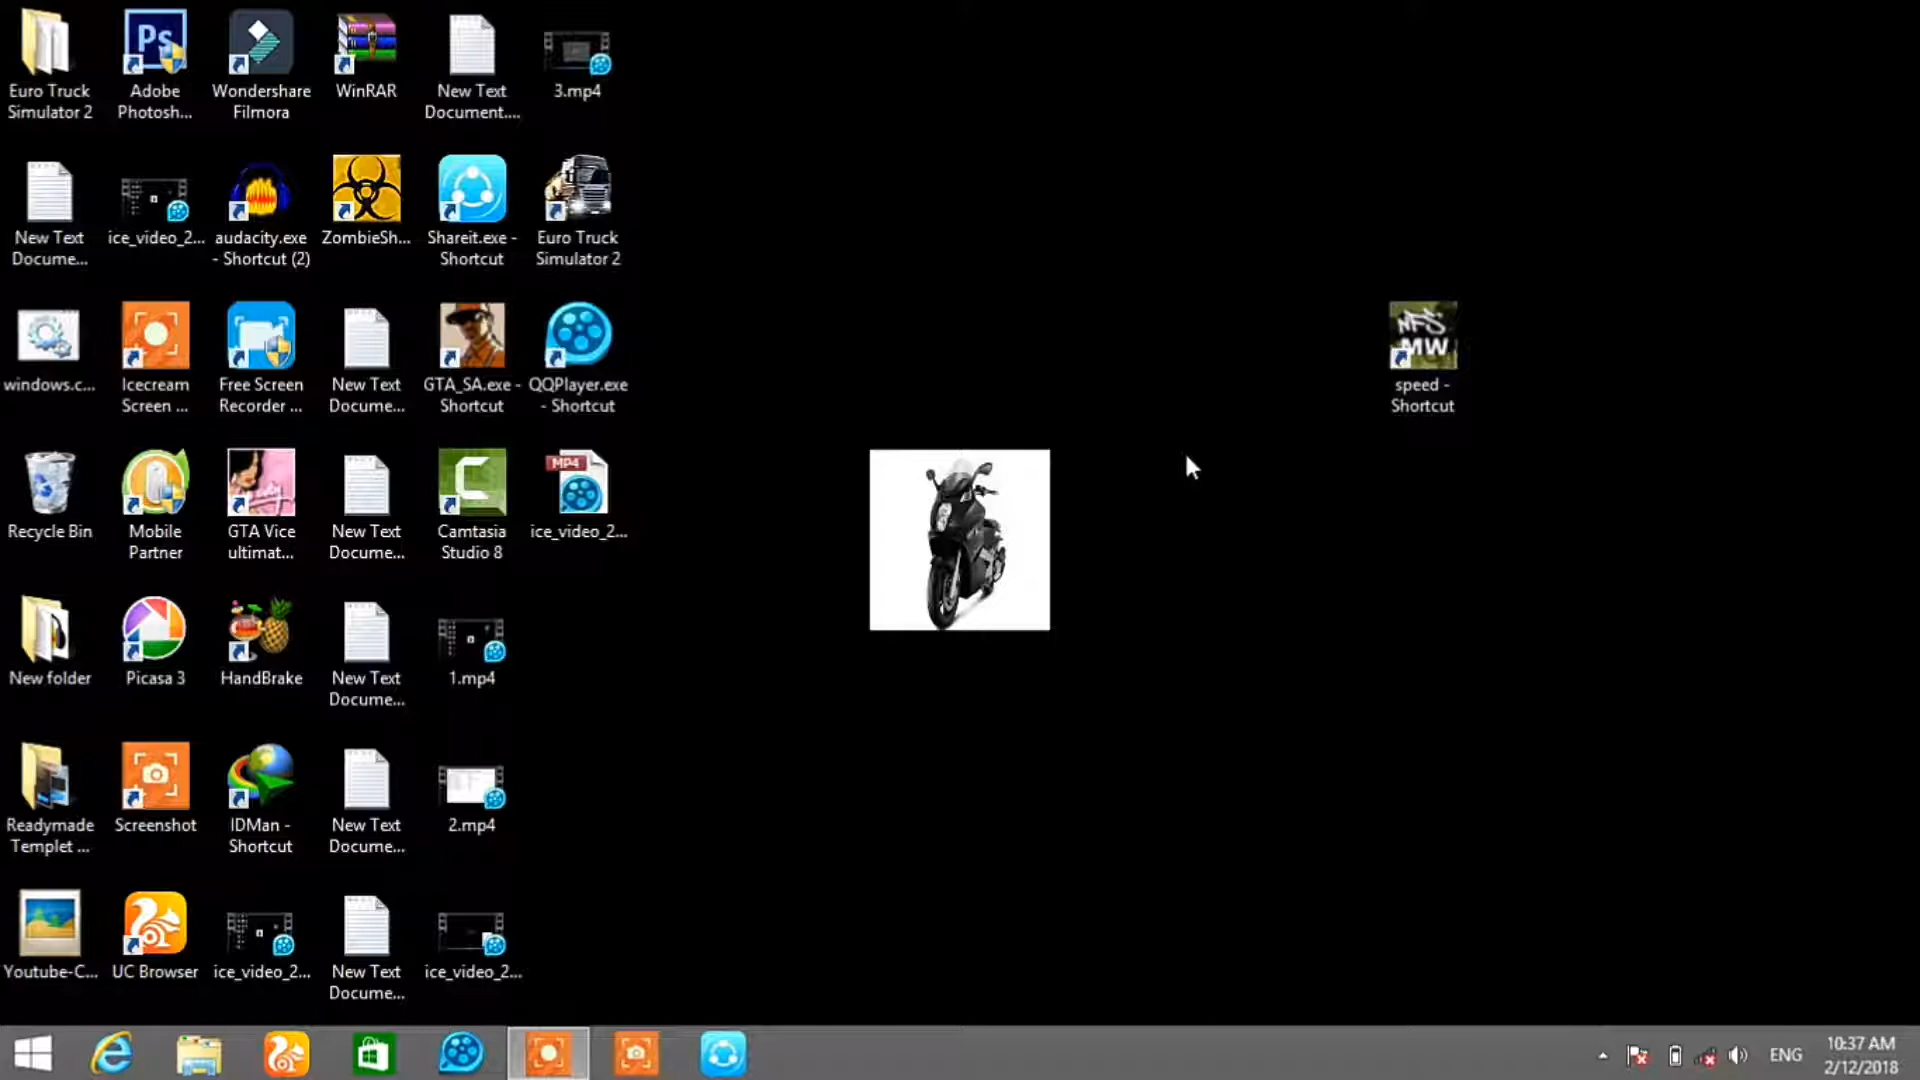 Euro Truck
Simulator 2
Adobe
Photosh...
Wondershare
Filmora
WinRAR
New Text
Document....
3.mp4
New Text
Docume...
ice_video_2...
audacity.exe
- Shortcut (2)
ZombieSh...
Shareit.exe -
Shortcut
Euro Truck
Simulator 2
windows.c...
Icecream
Screen ...
Free Screen
Recorder ...
New Text
Docume...
GTA_SA.exe -
Shortcut
QQPlayer.exe
- Shortcut
NFS
MW
speed -
Shortcut
Recycle Bin
Mobile
Partner
GTA Vice
ultimat...
New Text
Docume...
Camtasia
Studio 8
MP4
ice_video_2...
New folder
Picasa 3
HandBrake
New Text
Docume...
1.mp4
Readymade
Templet ...
Screenshot
IDMan -
Shortcut
New Text
Docume...
2.mp4
Youtube-C...
UC Browser
ice_video_2...
New Text
Docume...
ice_video_2...
Ps
ENG
10:37 AM
2/12/2018